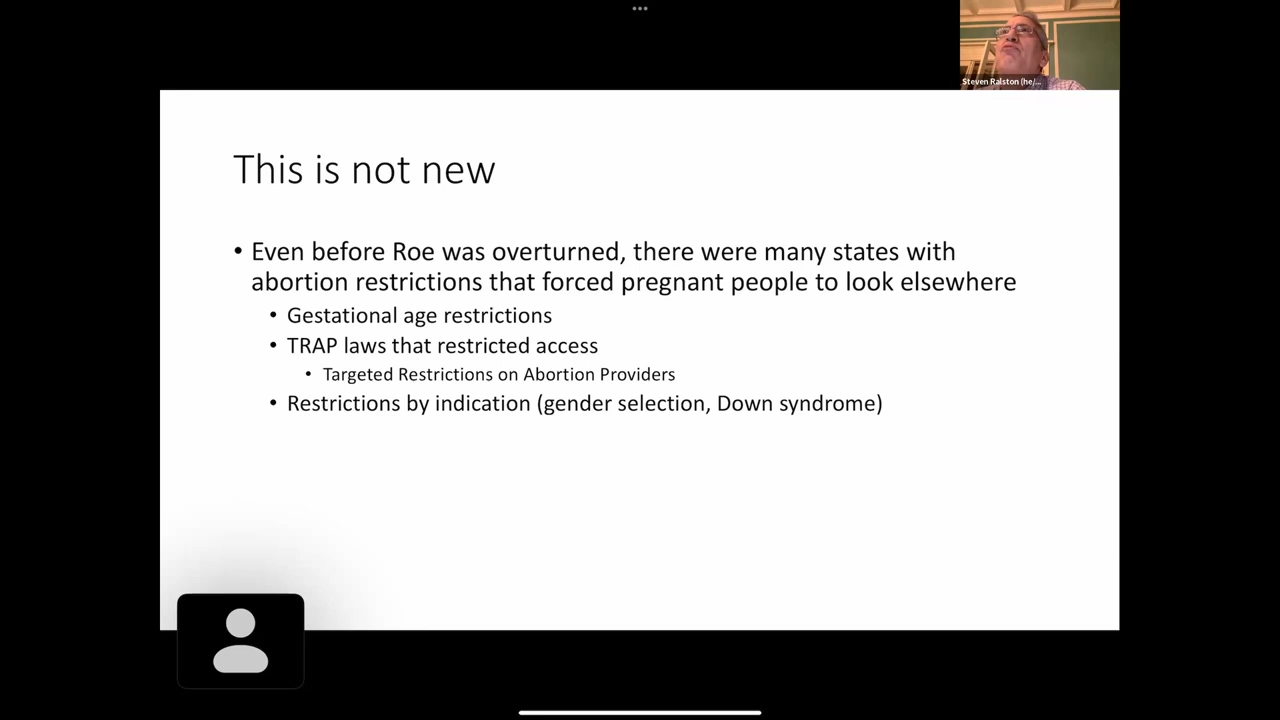 Steven Ralston (he/...
This is not new
• Even before Roe was overturned, there were many states with
abortion restrictions that forced pregnant people to look elsewhere
• Gestational age restrictions
• TRAP laws that restricted access
• Targeted Restrictions on Abortion Providers
• Restrictions by indication (gender selection, Down syndrome)